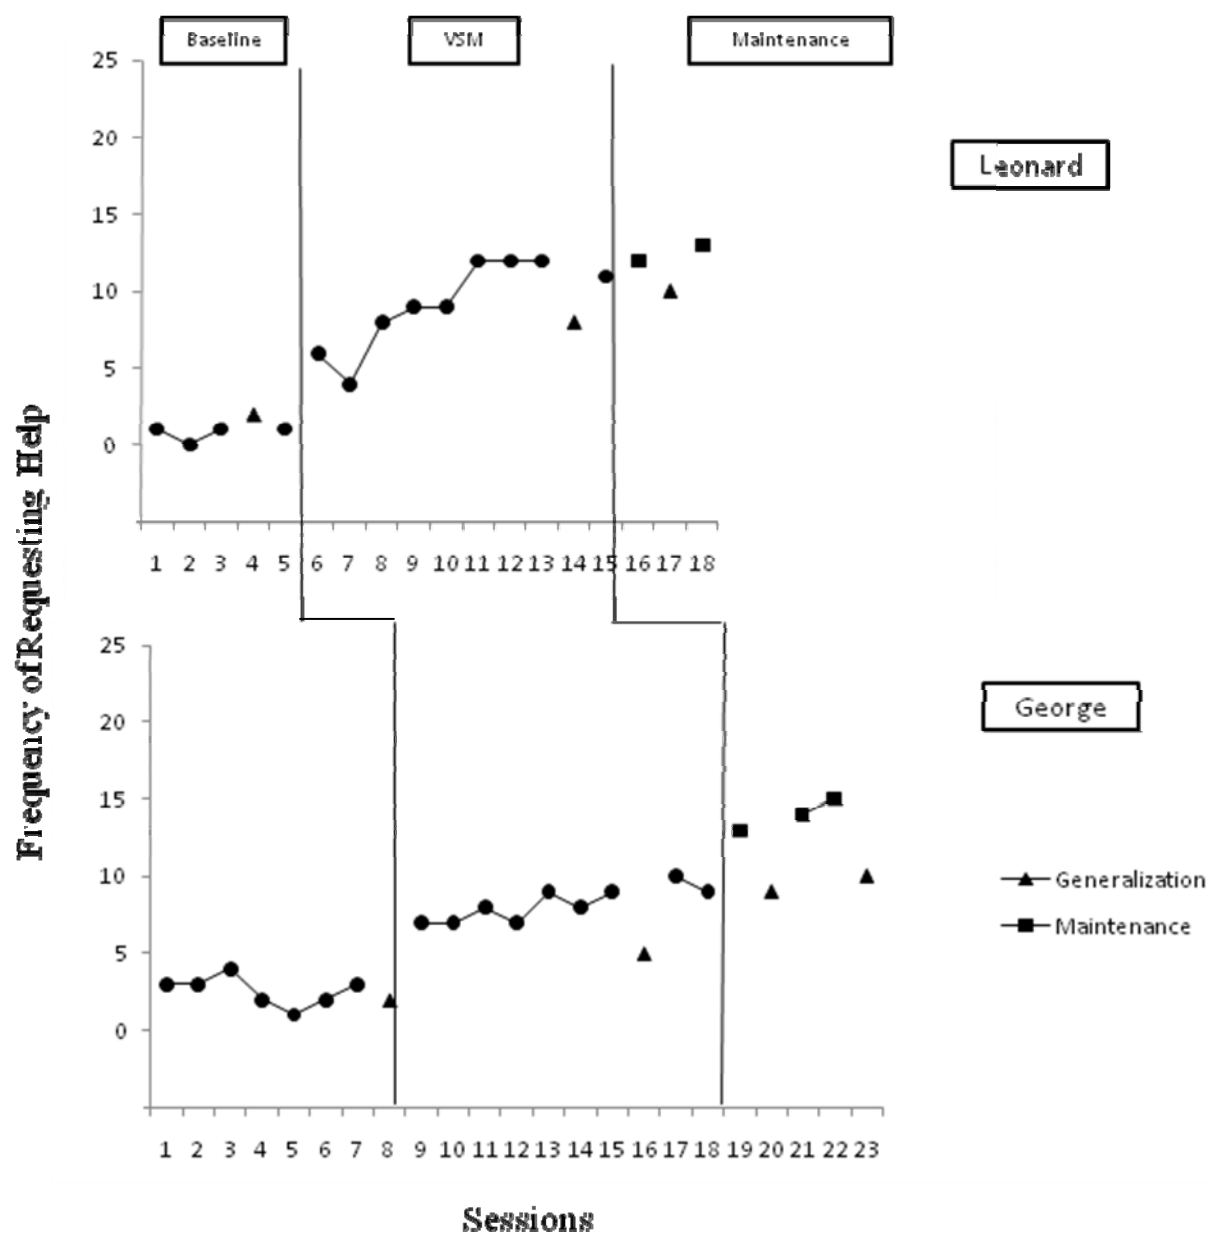 Baseline VSM Maintenance
25
20
15
10
5
0
Leonard
1 2 3 4 5 6 7 8 9 10 11 12 13 14 15 16 17 18
Frequency of Requesting Help
25
20
15
10
5
0
George
Generalization
Maintenance
1 2 3 4 5 6 7 8 9 10 11 12 13 14 15 16 17 18 19 20 21 22 23
Sessions